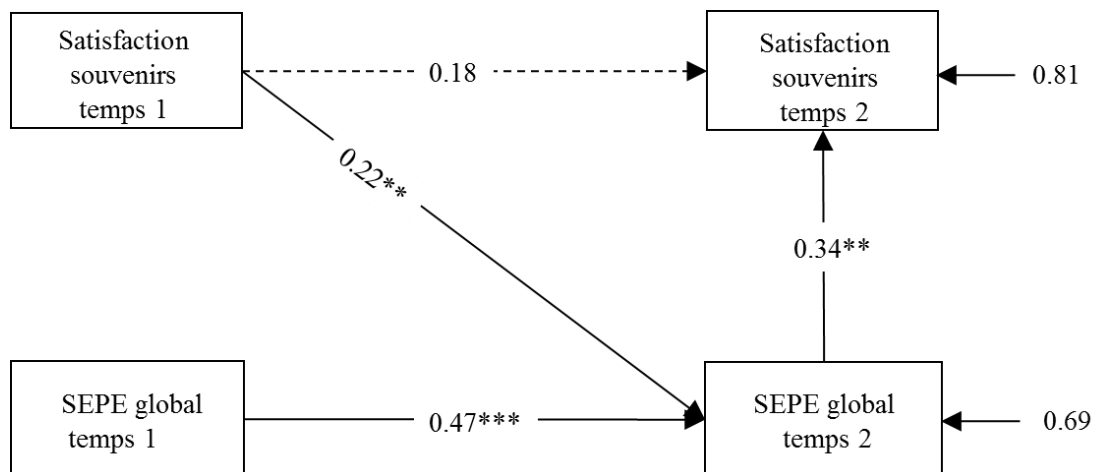 Satisfaction
souvenirs
temps 1
0.18
Satisfaction
souvenirs
temps 2
0.81
0.22**
0.34**
SEPE global
temps 1
0.47***
SEPE global
temps 2
0.69